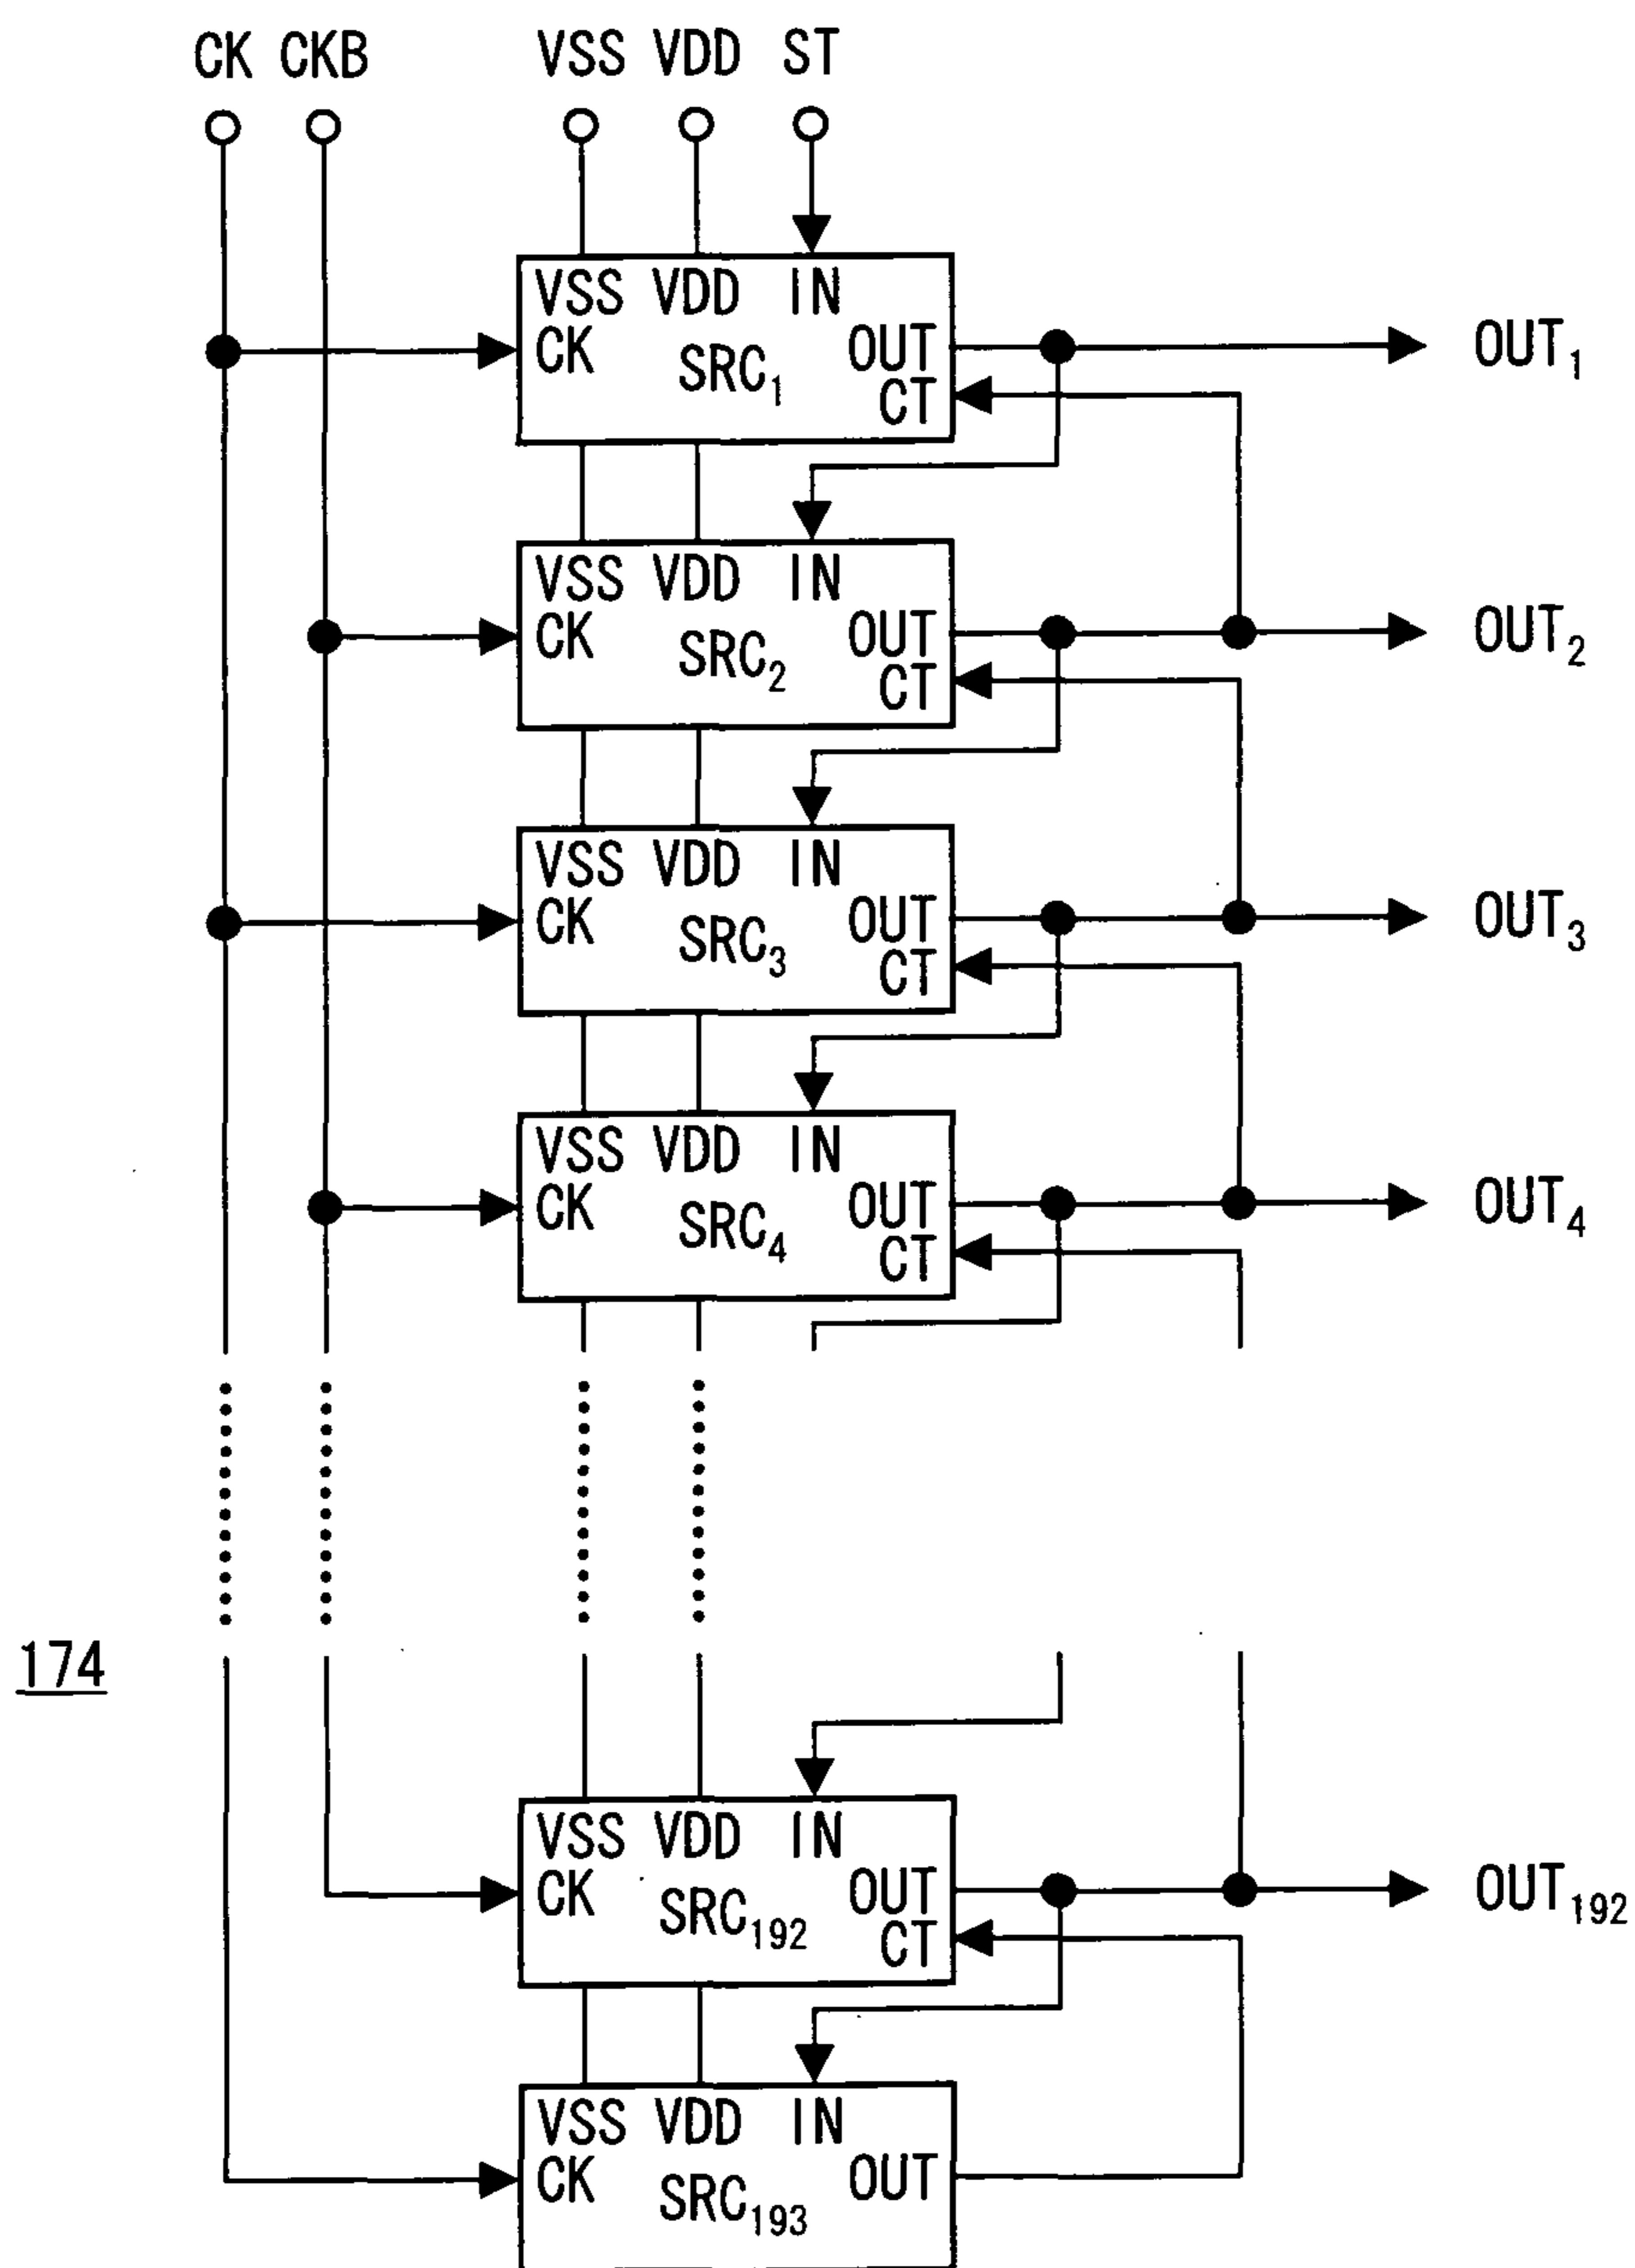 CK CKB VSS VDD ST
VSS VDD IN
CK SRC₁ OUT OUT₁
CT
VSS VDD IN
CK SRC₂ OUT OUT₂
CT
VSS VDD IN
CK SRC₃ OUT OUT₃
CT
VSS VDD IN
CK SRC₄ OUT OUT₄
CT
174
VSS VDD IN
CK SRC₁₉₂ OUT OUT₁₉₂
CT
VSS VDD IN
CK SRC₁₉₃ OUT